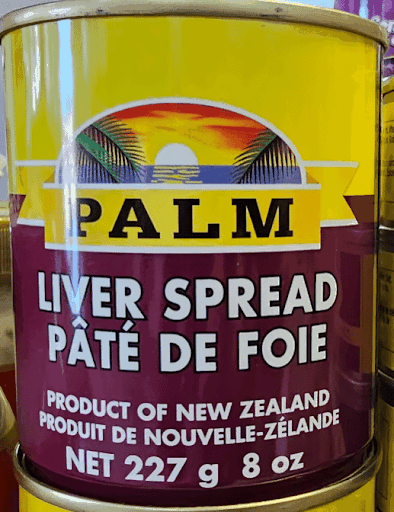 PALM
LIVER SPREAD
PÂTÉ DE FOIE
PRODUCT OF NEW ZEALAND
PRODUIT DE NOUVELLE-ZÉLANDE
NET 227 g 8 oz